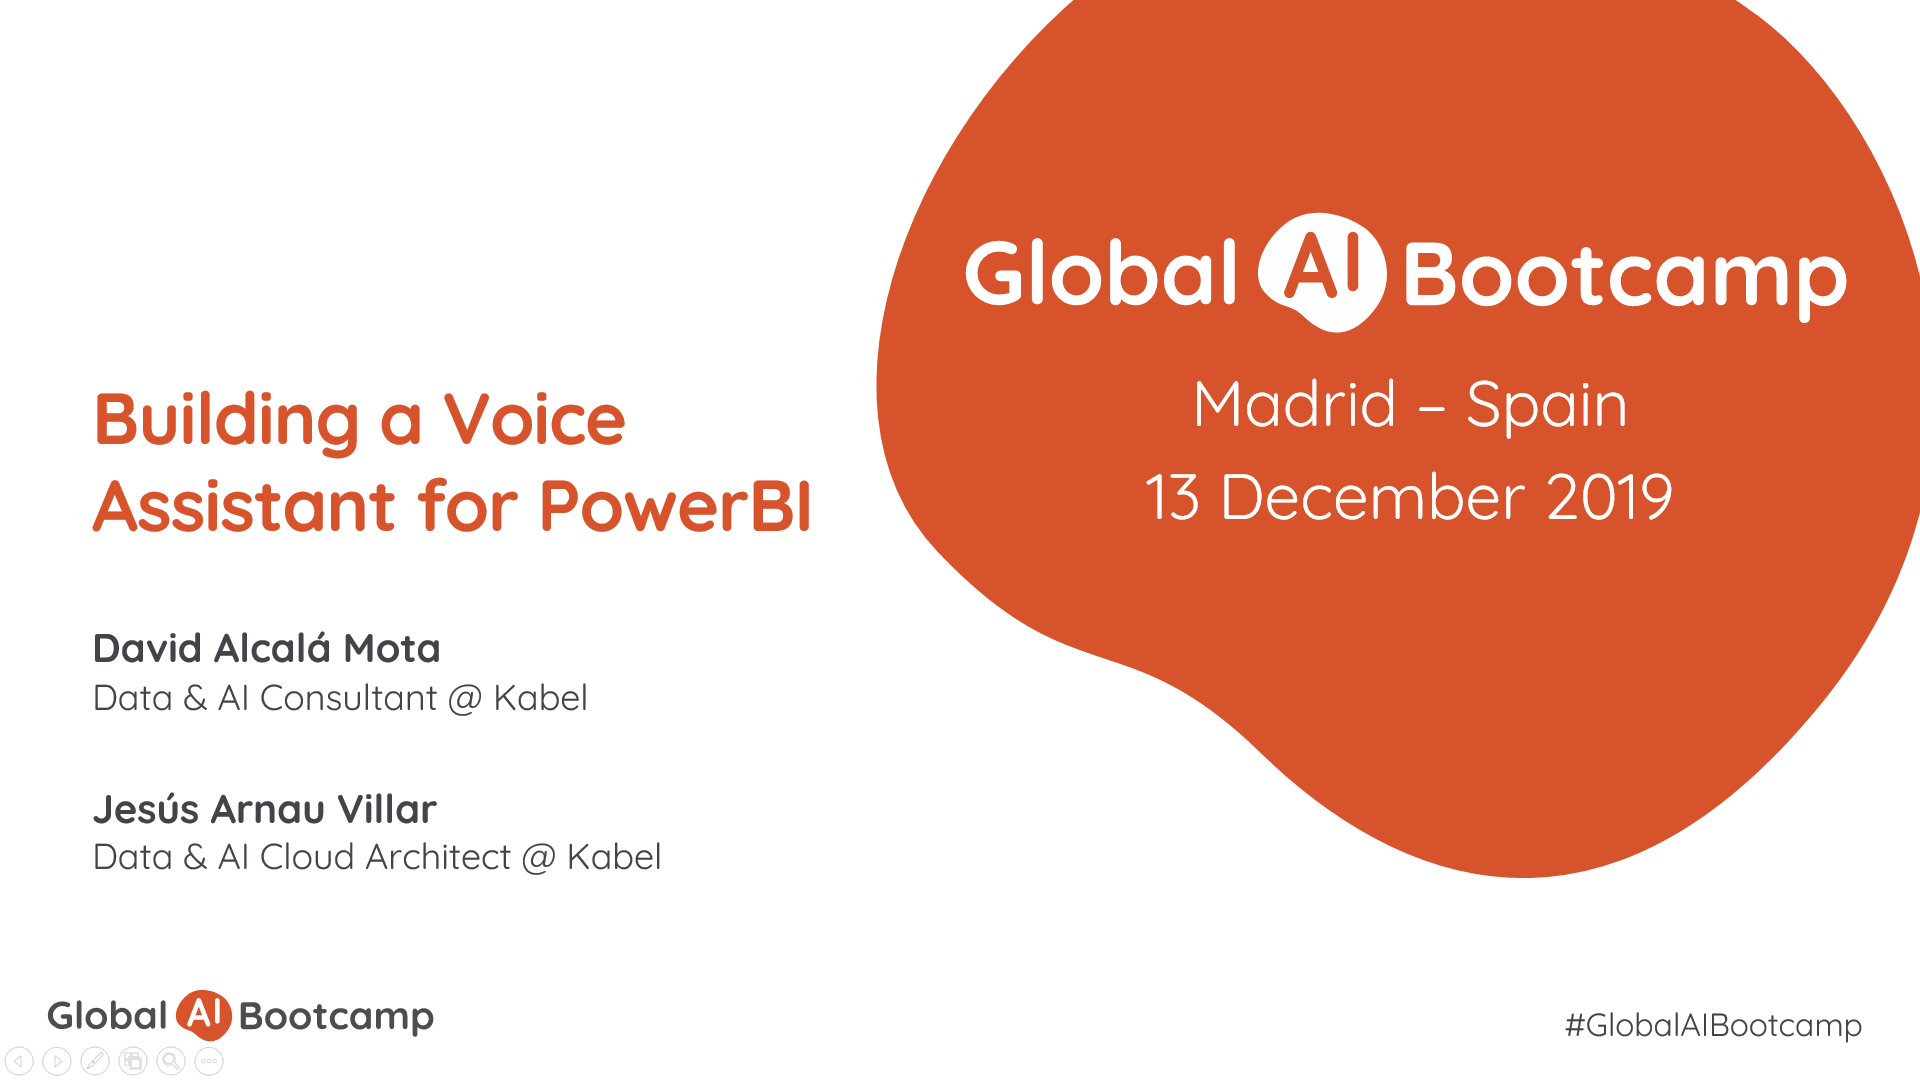 Global AI Bootcamp
Madrid – Spain
13 December 2019
Building a Voice
Assistant for PowerBI
David Alcalá Mota
Data & AI Consultant @ Kabel
Jesús Arnau Villar
Data & AI Cloud Architect @ Kabel
Global AI Bootcamp
#GlobalAIBootcamp